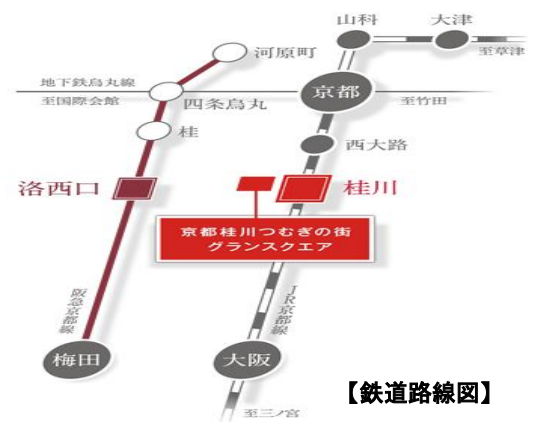 山科
大津
至草津
河原町
地下鉄烏丸線
至国際会館
四条烏丸
京都
至竹田
桂
西大路
洛西口
桂川
京都桂川つむぎの街
グランスクエア
阪急京都線
JR京都線
梅田
大阪
至三ノ宮
【鉄道路線図】